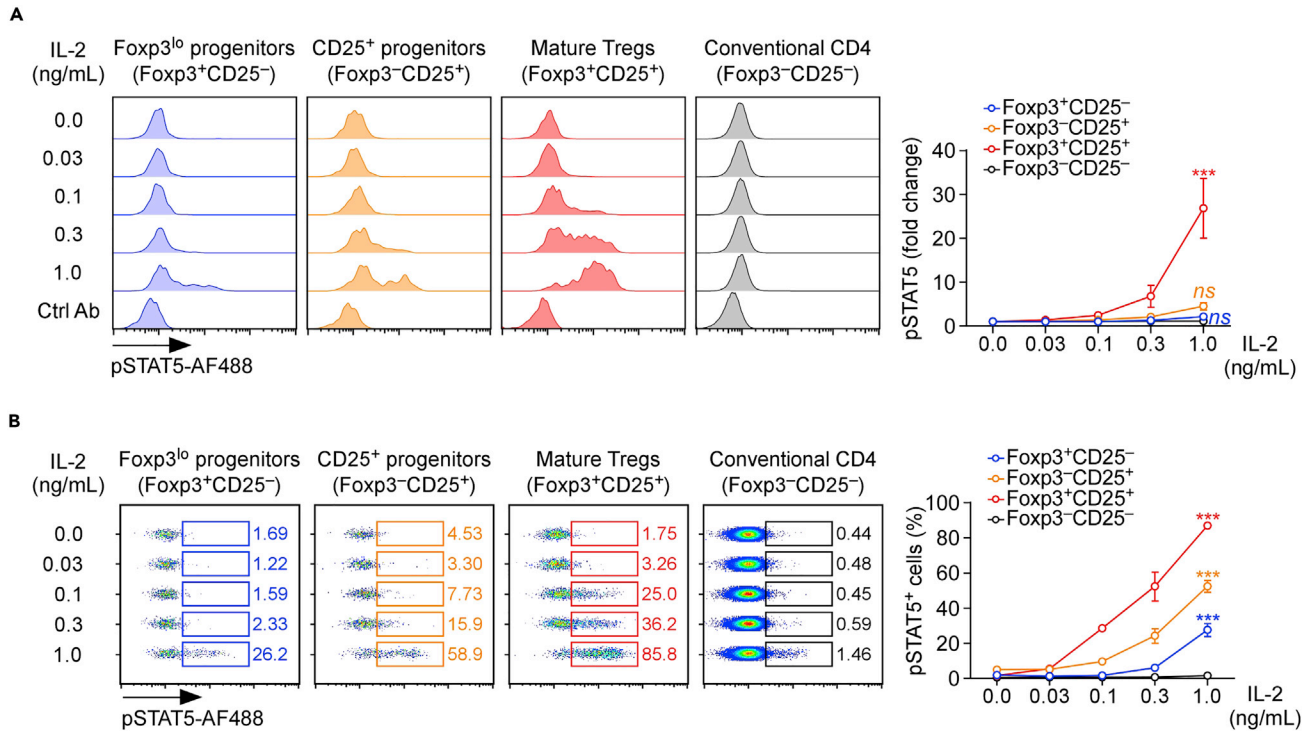 A
IL-2
(ng/mL)
Foxp3lo progenitors
(Foxp3+CD25–)
CD25+ progenitors
(Foxp3–CD25+)
Mature Tregs
(Foxp3+CD25+)
Conventional CD4
(Foxp3–CD25–)
0.0
0.03
0.1
0.3
1.0
Ctrl Ab
pSTAT5-AF488
Foxp3+CD25–
Foxp3–CD25+
Foxp3+CD25+
Foxp3–CD25–
pSTAT5 (fold change)
40
30
20
10
0
***
ns
ns
0.0 0.03 0.1 0.3 1.0
IL-2
(ng/mL)
B
IL-2
(ng/mL)
Foxp3lo progenitors
(Foxp3+CD25–)
CD25+ progenitors
(Foxp3–CD25+)
Mature Tregs
(Foxp3+CD25+)
Conventional CD4
(Foxp3–CD25–)
0.0 1.69 4.53 1.75 0.44
0.03 1.22 3.30 3.26 0.48
0.1 1.59 7.73 25.0 0.45
0.3 2.33 15.9 36.2 0.59
1.0 26.2 58.9 85.8 1.46
pSTAT5-AF488
Foxp3+CD25–
Foxp3–CD25+
Foxp3+CD25+
Foxp3–CD25–
pSTAT5+ cells (%)
100
80
60
40
20
0
***
***
***
0.0 0.03 0.1 0.3 1.0
IL-2
(ng/mL)